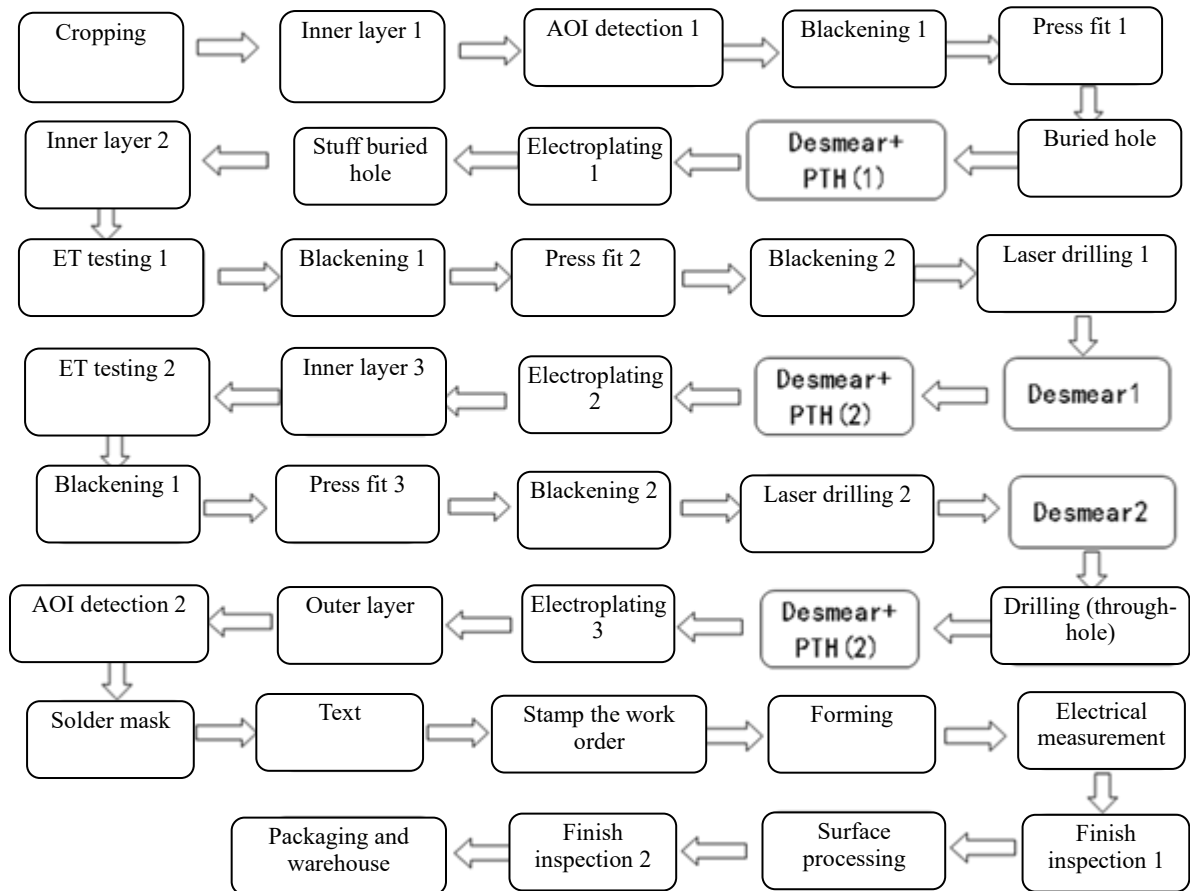 Cropping
Inner layer 1
AOI detection 1
Blackening 1
Press fit 1
Inner layer 2
Stuff buried
hole
Electroplating
1
Desmear+
PTH(1)
Buried hole
ET testing 1
Blackening 1
Press fit 2
Blackening 2
Laser drilling 1
ET testing 2
Inner layer 3
Electroplating
2
Desmear+
PTH(2)
Desmear1
Blackening 1
Press fit 3
Blackening 2
Laser drilling 2
Desmear2
AOI detection 2
Outer layer
Electroplating
3
Desmear+
PTH(2)
Drilling (through-
hole)
Solder mask
Text
Stamp the work
order
Forming
Electrical
measurement
Packaging and
warehouse
Finish
inspection 2
Surface
processing
Finish
inspection 1